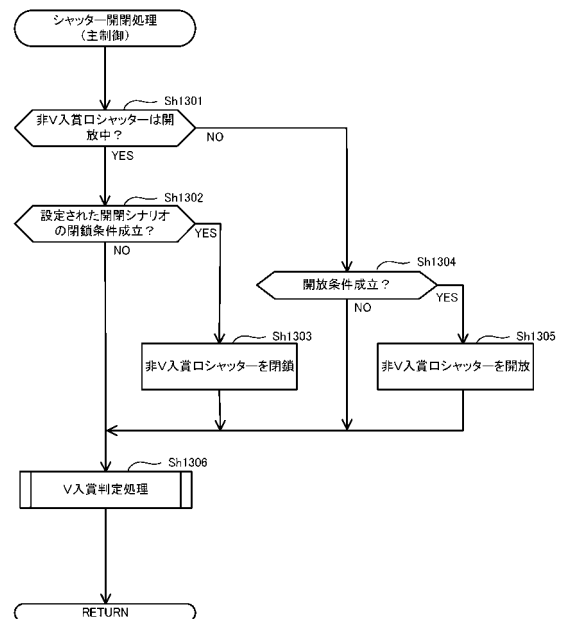 シャッター開閉処理
（主制御）
Sh1301
非V入賞口シャッターは開
放中？
NO
YES
Sh1302
設定された開閉シナリオ
の閉鎖条件成立？
YES
NO
Sh1304
開放条件成立？
YES
NO
Sh1303
非V入賞口シャッターを閉鎖
Sh1305
非V入賞口シャッターを開放
Sh1306
V入賞判定処理
RETURN